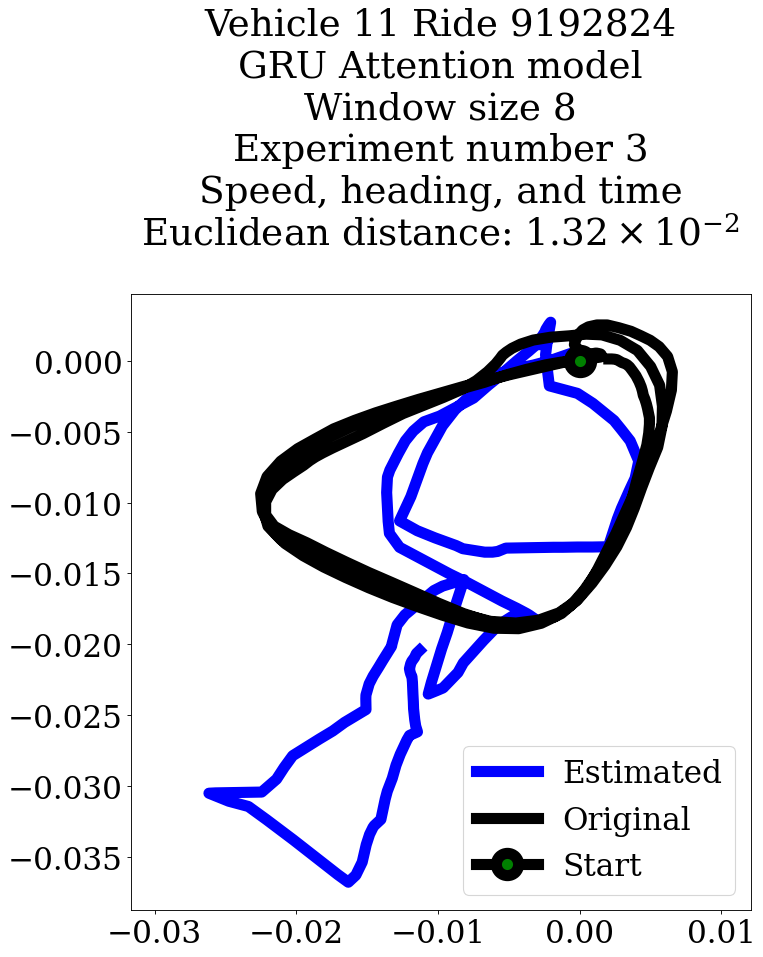 Vehicle 11 Ride 9192824
GRU Attention model
Window size 8
Experiment number 3
Speed, heading, and time
Euclidean distance: 1.32 × 10⁻²
0.000
−0.005
−0.010
−0.015
−0.020
−0.025
−0.030
−0.035
Estimated
Original
Start
−0.03 −0.02 −0.01 0.00 0.01